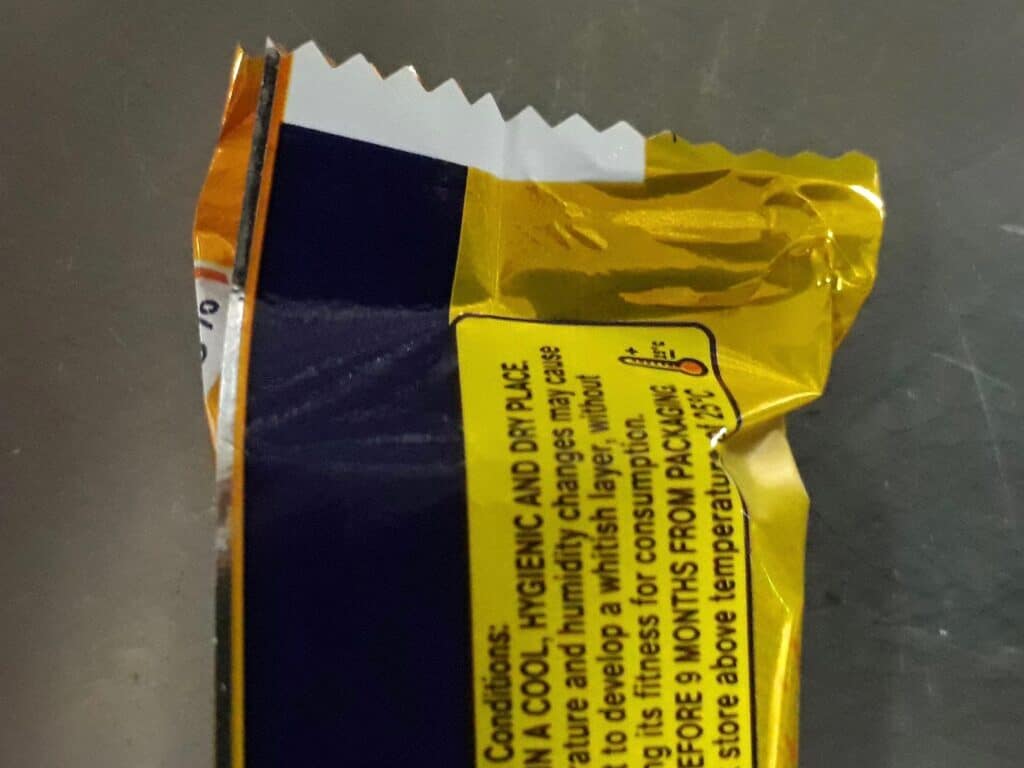 Conditions:
N A COOL, HYGIENIC AND DRY PLACE.
rature and humidity changes may cause
t to develop a whitish layer, without
ng its fitness for consumption.
EFORE 9 MONTHS FROM PACKAGING
store above temperature of 25°C
%